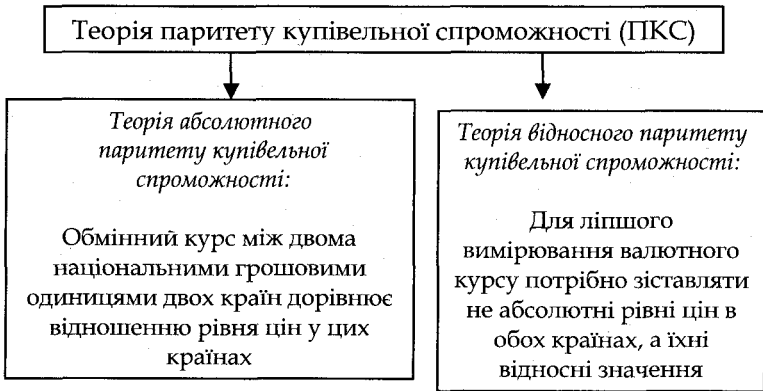 Теорія паритету купівельної спроможності (ПКС)
Теорія абсолютного
паритету купівельної
спроможності:
Обмінний курс між двома
національними грошовими
одиницями двох країн дорівнює
відношенню рівня цін у цих
країнах
Теорія відносного паритету
купівельної спроможності:
Для ліпшого
вимірювання валютного
курсу потрібно зіставляти
не абсолютні рівні цін в
обох країнах, а їхні
відносні значення